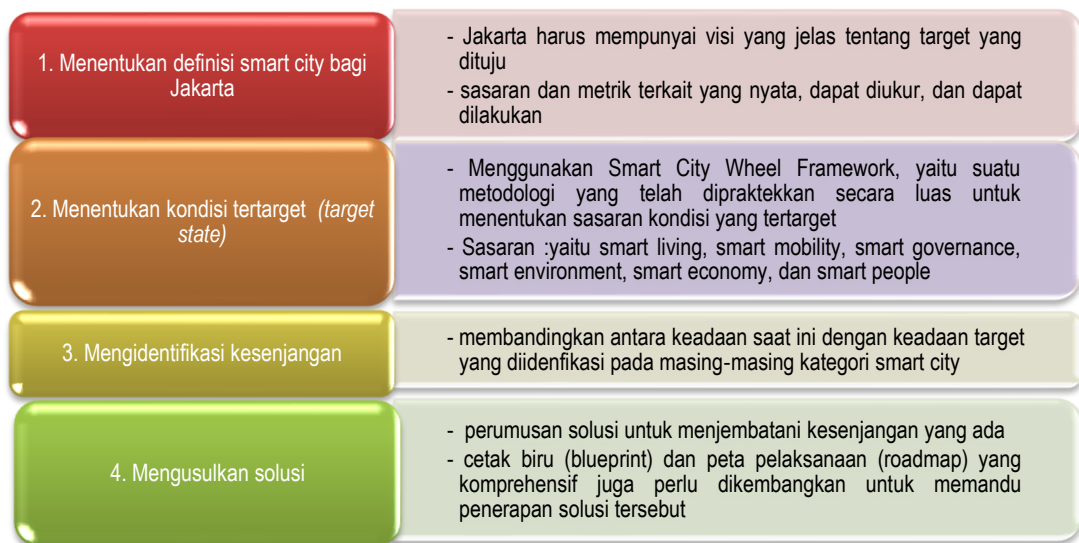 1. Menentukan definisi smart city bagi
Jakarta
- Jakarta harus mempunyai visi yang jelas tentang target yang
dituju
- sasaran dan metrik terkait yang nyata, dapat diukur, dan dapat
dilakukan
2. Menentukan kondisi tertarget (target
state)
- Menggunakan Smart City Wheel Framework, yaitu suatu
metodologi yang telah dipraktekkan secara luas untuk
menentukan sasaran kondisi yang tertarget
- Sasaran :yaitu smart living, smart mobility, smart governance,
smart environment, smart economy, dan smart people
3. Mengidentifikasi kesenjangan
- membandingkan antara keadaan saat ini dengan keadaan target
yang diidenfikasi pada masing-masing kategori smart city
4. Mengusulkan solusi
- perumusan solusi untuk menjembatani kesenjangan yang ada
- cetak biru (blueprint) dan peta pelaksanaan (roadmap) yang
komprehensif juga perlu dikembangkan untuk memandu
penerapan solusi tersebut